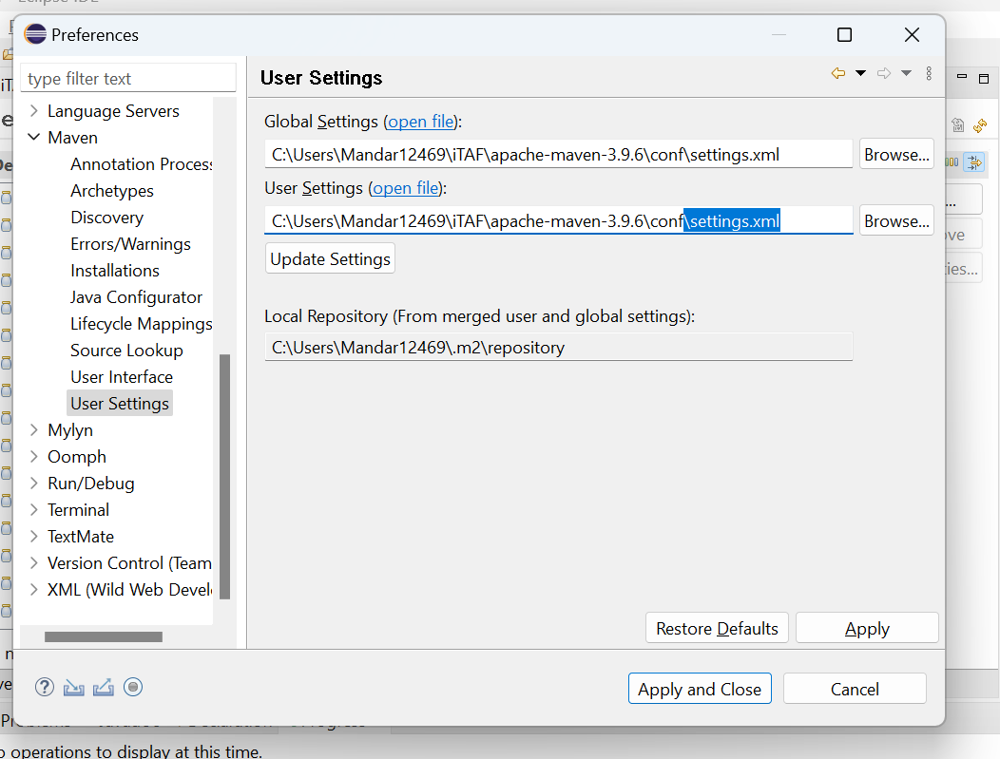 Eclipse IDE
Preferences
type filter text
Language Servers
Maven
Annotation Process
Archetypes
Discovery
Errors/Warnings
Installations
Java Configurator
Lifecycle Mappings
Source Lookup
User Interface
User Settings
Mylyn
Oomph
Run/Debug
Terminal
TextMate
Version Control (Team
XML (Wild Web Develo
User Settings
Global Settings (open file):
C:\Users\Mandar12469\iTAF\apache-maven-3.9.6\conf\settings.xml
Browse...
User Settings (open file):
C:\Users\Mandar12469\iTAF\apache-maven-3.9.6\conf\settings.xml
Browse...
Update Settings
Local Repository (From merged user and global settings):
C:\Users\Mandar12469\.m2\repository
Restore Defaults
Apply
Apply and Close
Cancel
operations to display at this time.